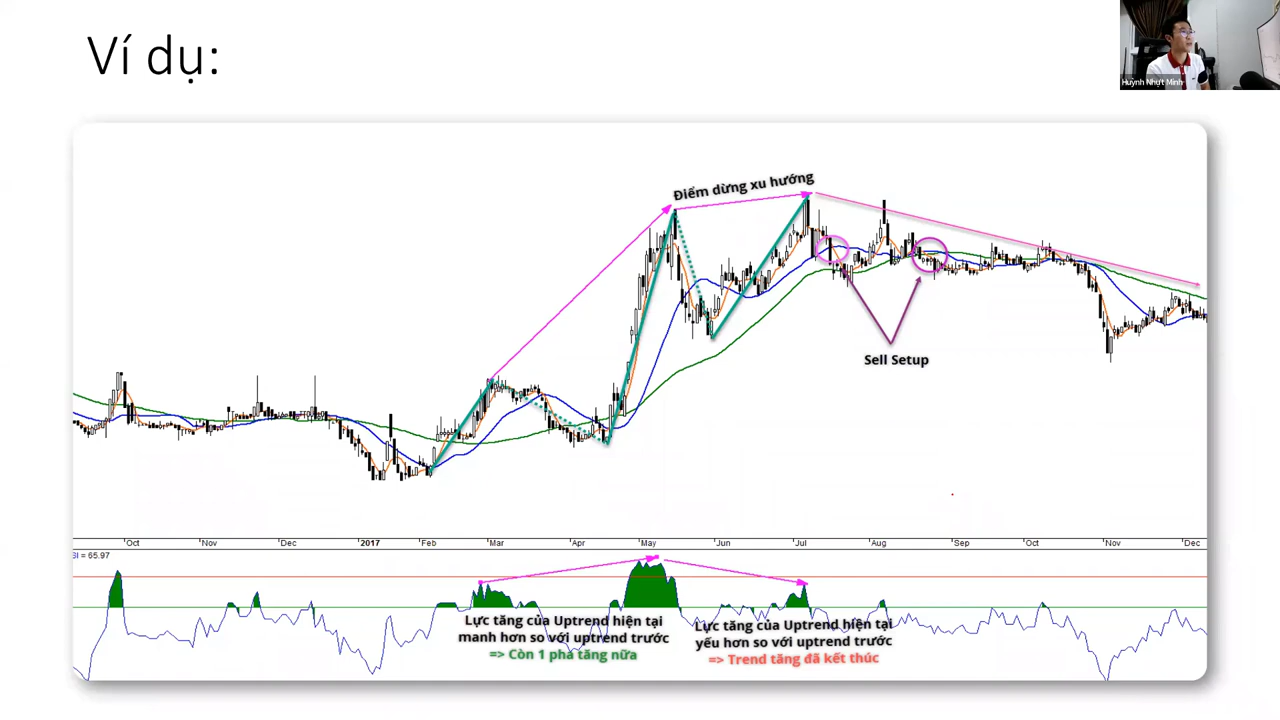 Ví dụ:
Huỳnh Nhựt Minh
Điểm dừng xu hướng
Sell Setup
Oct Nov Dec 2017 Feb Mar Apr May Jun Jul Aug Sep Oct Nov Dec
SI = 65.97
Lực tăng của Uptrend hiện tại
manh hơn so với uptrend trước
=> Còn 1 pha tăng nữa
Lực tăng của Uptrend hiện tại
yếu hơn so với uptrend trước
=> Trend tăng đã kết thúc